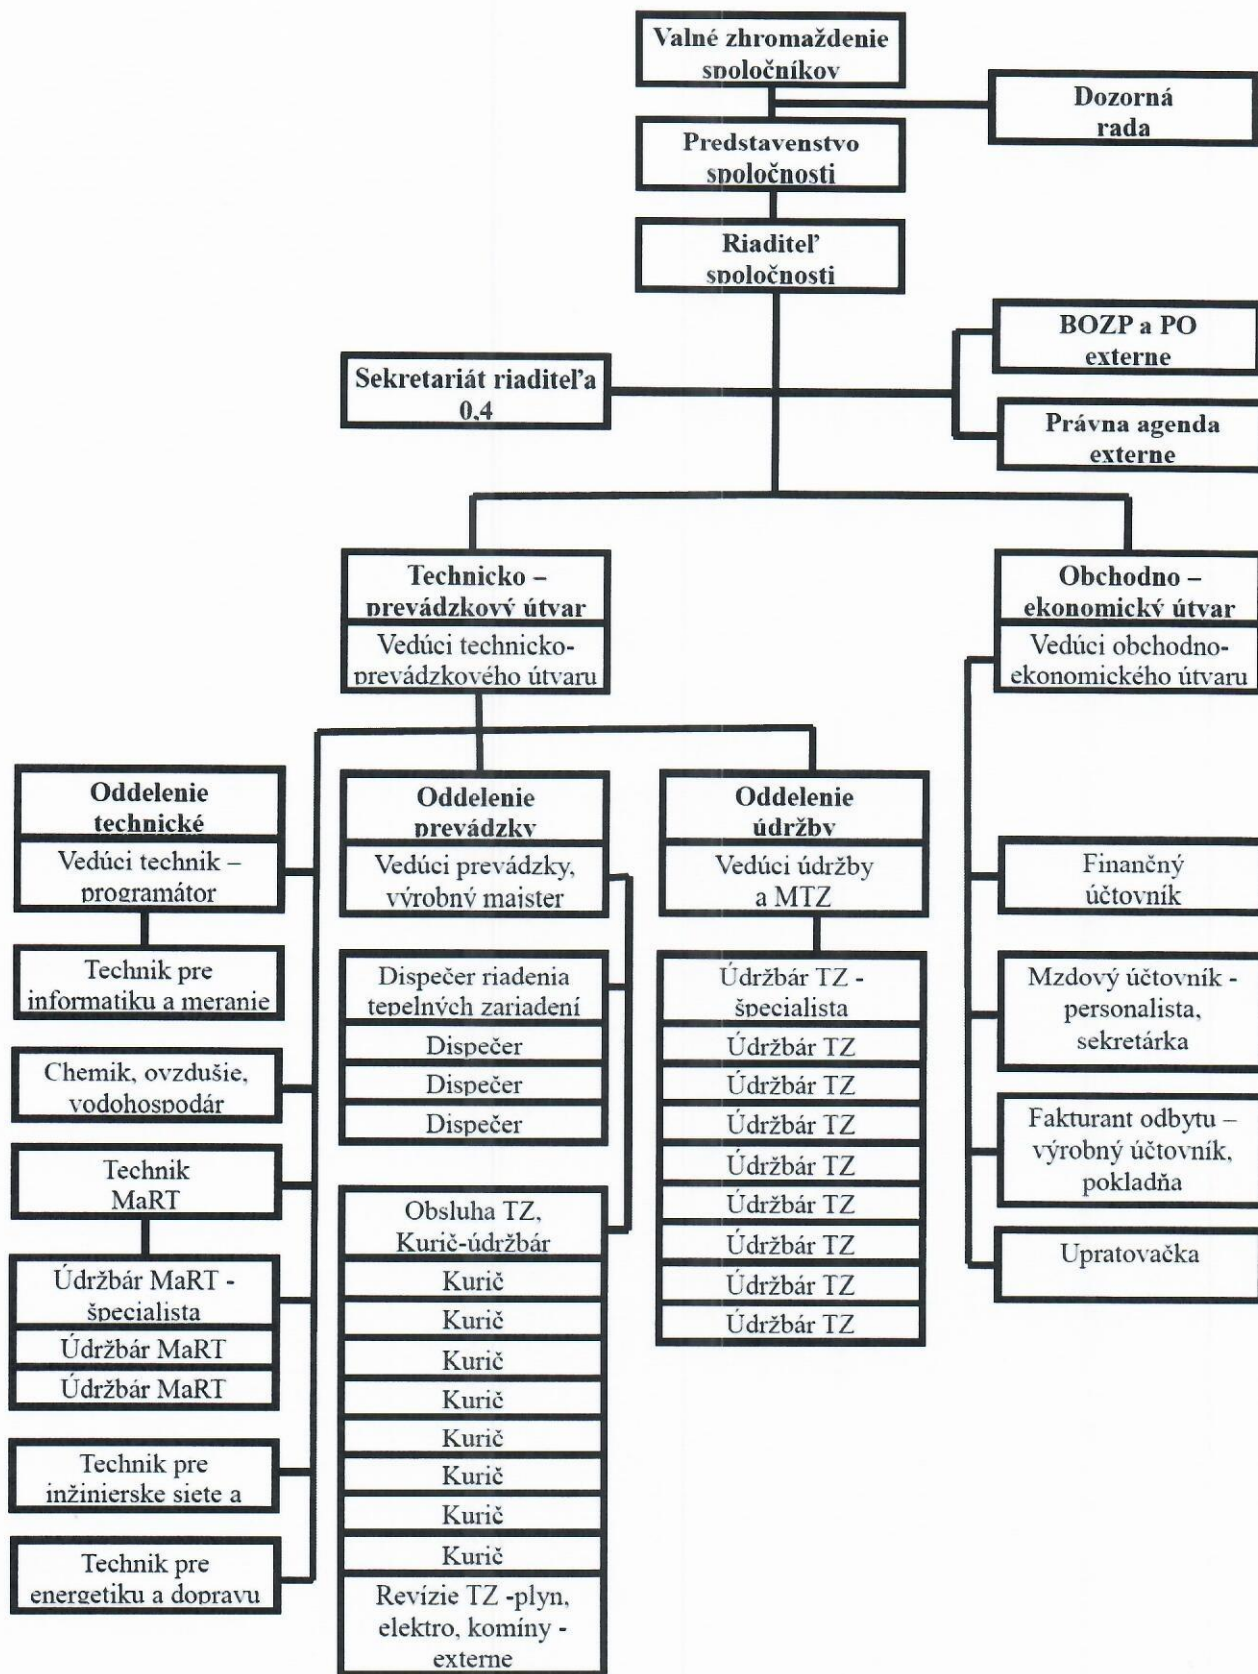 Valné zhromaždenie
spoločníkov
Dozorná
rada
Predstavenstvo
spoločnosti
Riaditeľ
spoločnosti
BOZP a PO
externe
Sekretariát riaditeľa
0,4
Právna agenda
externe
Technicko –
prevádzkový útvar
Vedúci technicko-
prevádzkového útvaru
Obchodno –
ekonomický útvar
Vedúci obchodno-
ekonomického útvaru
Oddelenie
technické
Vedúci technik –
programátor
Technik pre
informatiku a meranie
Chemik, ovzdušie,
vodohospodár
Technik
MaRT
Údržbár MaRT -
špecialista
Údržbár MaRT
Údržbár MaRT
Technik pre
inžinierske siete a
Technik pre
energetiku a dopravu
Oddelenie
prevádzky
Vedúci prevádzky,
výrobný majster
Dispečer riadenia
tepelných zariadení
Dispečer
Dispečer
Dispečer
Obsluha TZ,
Kurič-údržbár
Kurič
Kurič
Kurič
Kurič
Kurič
Kurič
Kurič
Kurič
Revízie TZ -plyn,
elektro, komíny -
externe
Oddelenie
údržby
Vedúci údržby
a MTZ
Údržbár TZ -
špecialista
Údržbár TZ
Údržbár TZ
Údržbár TZ
Údržbár TZ
Údržbár TZ
Údržbár TZ
Údržbár TZ
Údržbár TZ
Finančný
účtovník
Mzdový účtovník -
personalista,
sekretárka
Fakturant odbytu –
výrobný účtovník,
pokladňa
Upratovačka